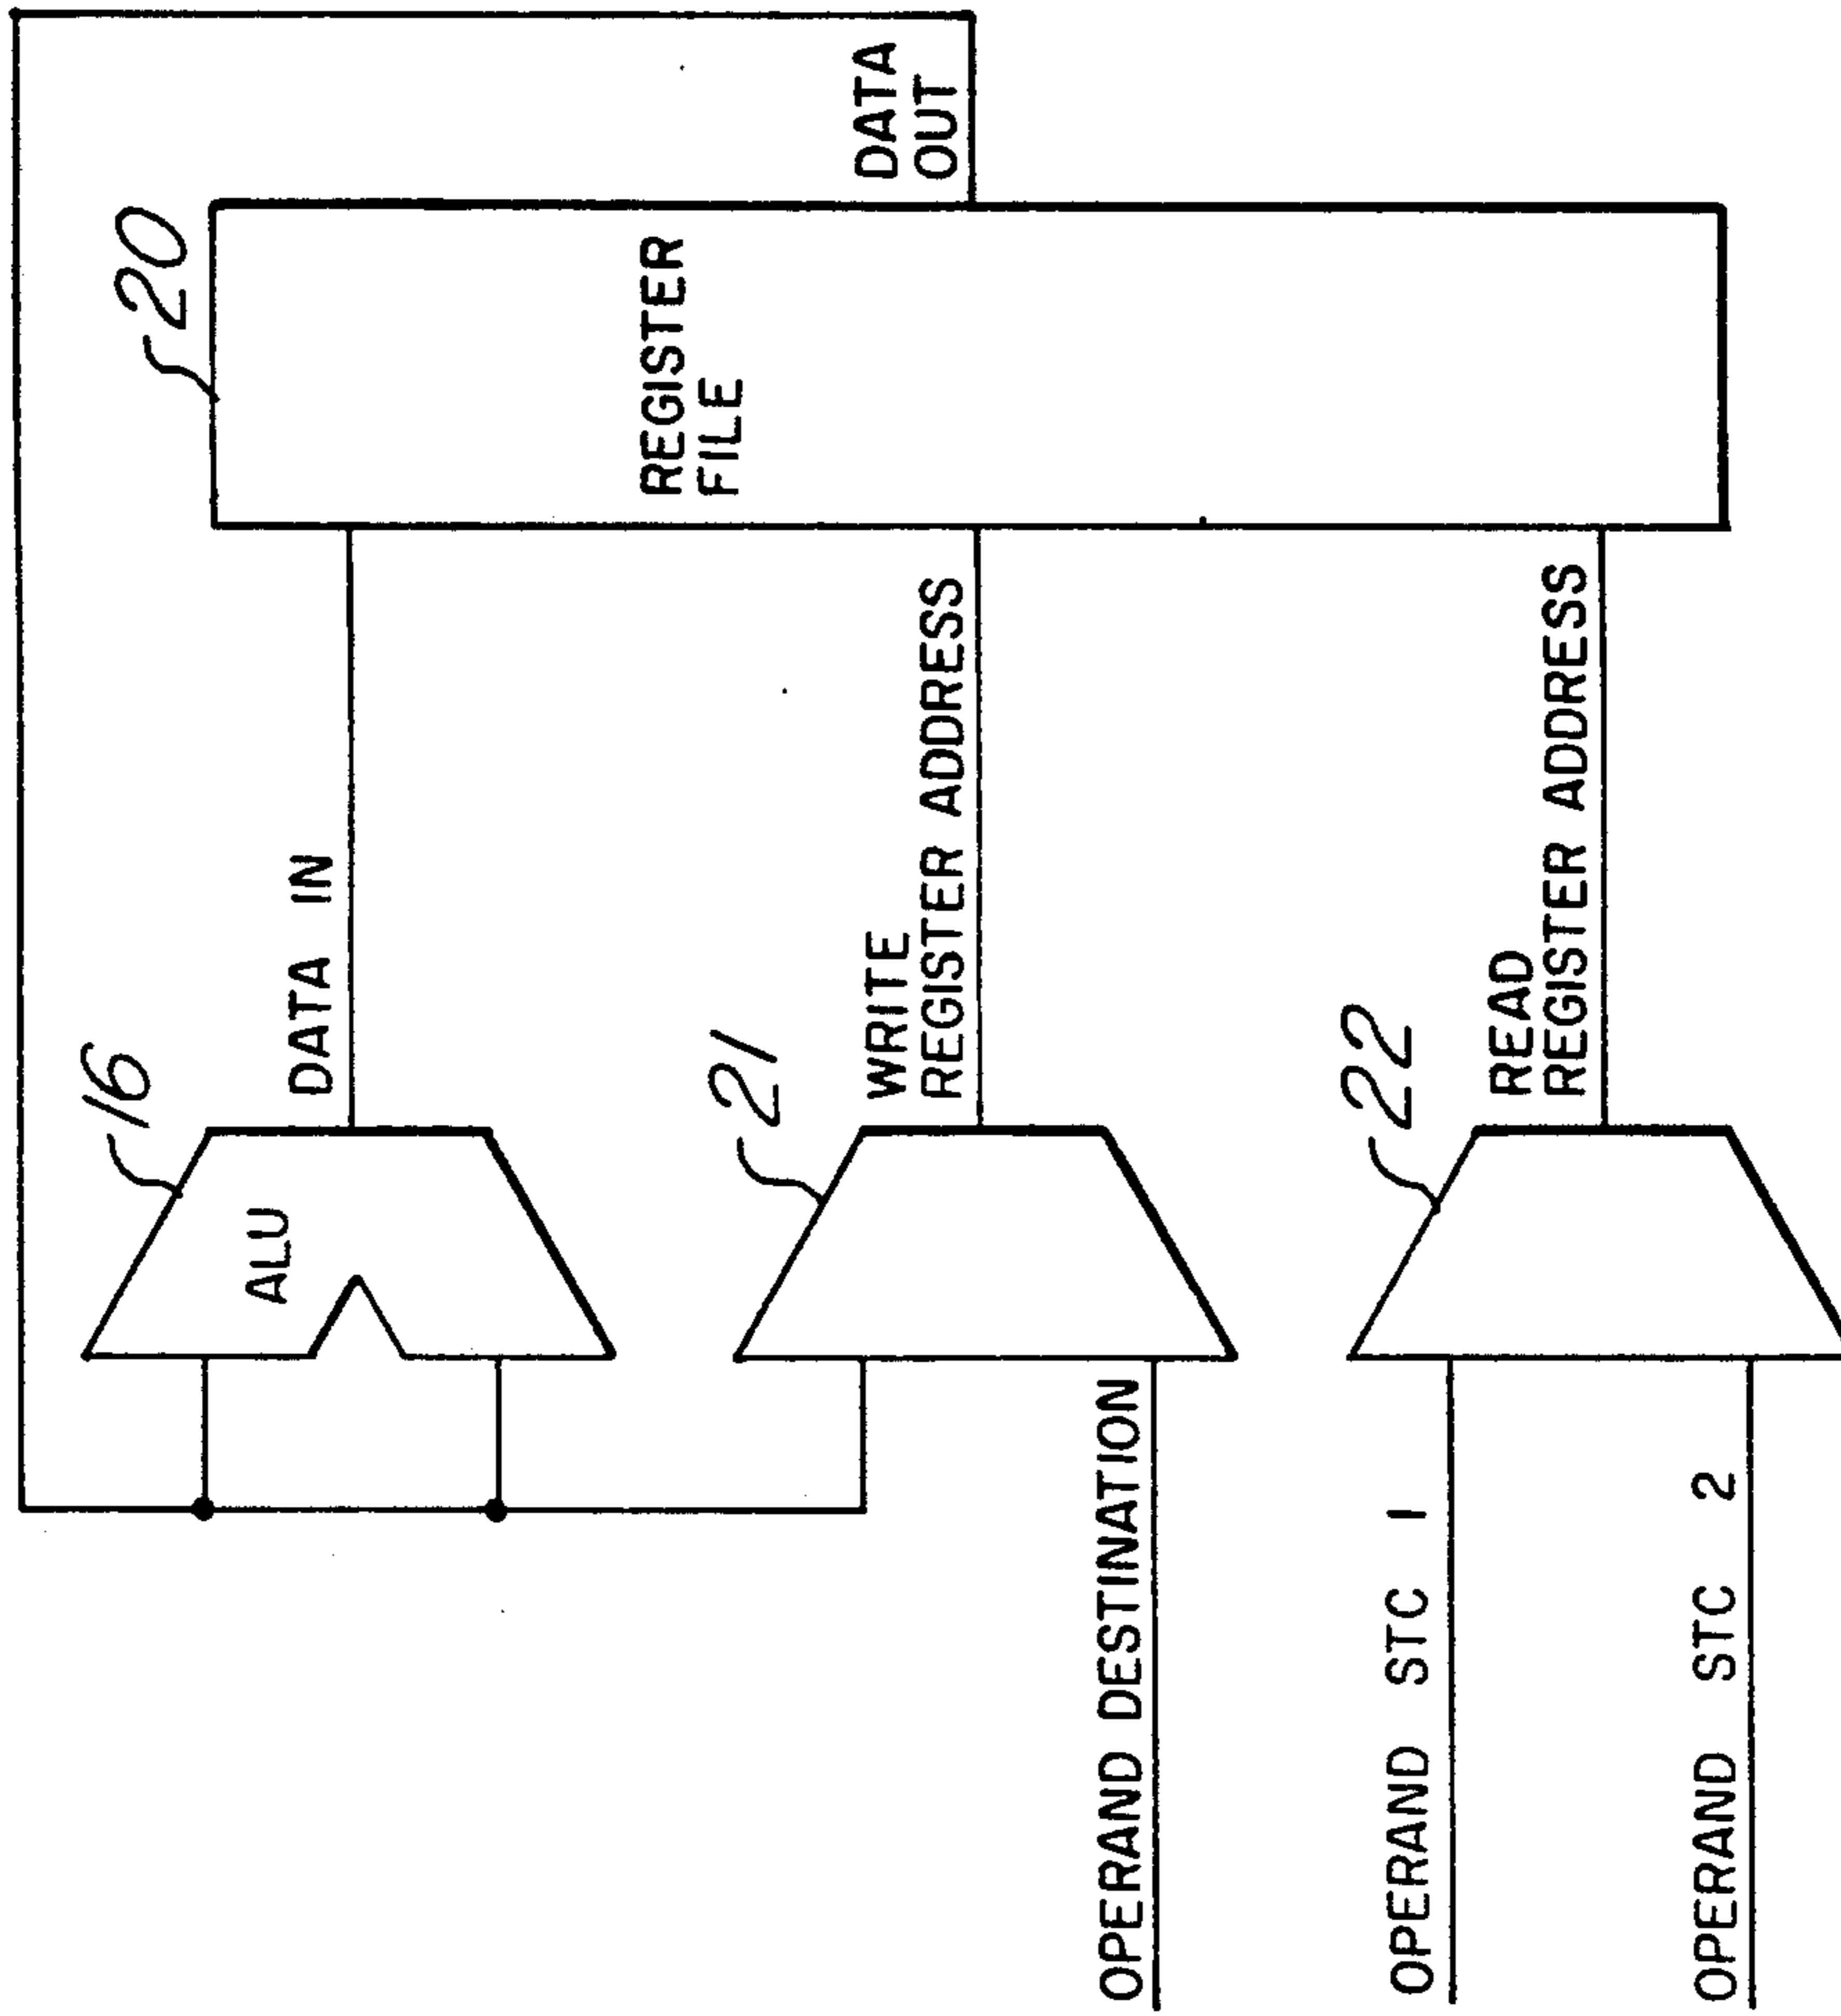 20
DATA
OUT
REGISTER
FILE
16
DATA IN
ALU
21
WRITE
REGISTER ADDRESS
OPERAND DESTINATION
22
READ
REGISTER ADDRESS
OPERAND STC 1
OPERAND STC 2